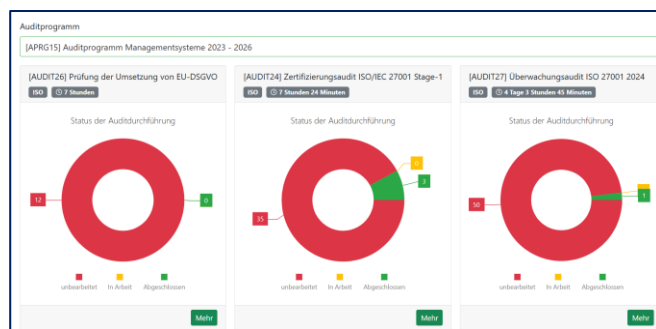 Auditprogramm
[APRG15] Auditprogramm Managementsysteme 2023 - 2026
[AUDIT26] Prüfung der Umsetzung von EU-DSGVO
ISO 7 Stunden
Status der Auditdurchführung
12
0
unbearbeitet In Arbeit Abgeschlossen
Mehr
[AUDIT24] Zertifizierungsaudit ISO/IEC 27001 Stage-1
ISO 7 Stunden 24 Minuten
Status der Auditdurchführung
0
3
35
unbearbeitet In Arbeit Abgeschlossen
Mehr
[AUDIT27] Überwachungsaudit ISO 27001 2024
ISO 4 Tage 3 Stunden 45 Minuten
Status der Auditdurchführung
1
50
unbearbeitet In Arbeit Abgeschlossen
Mehr